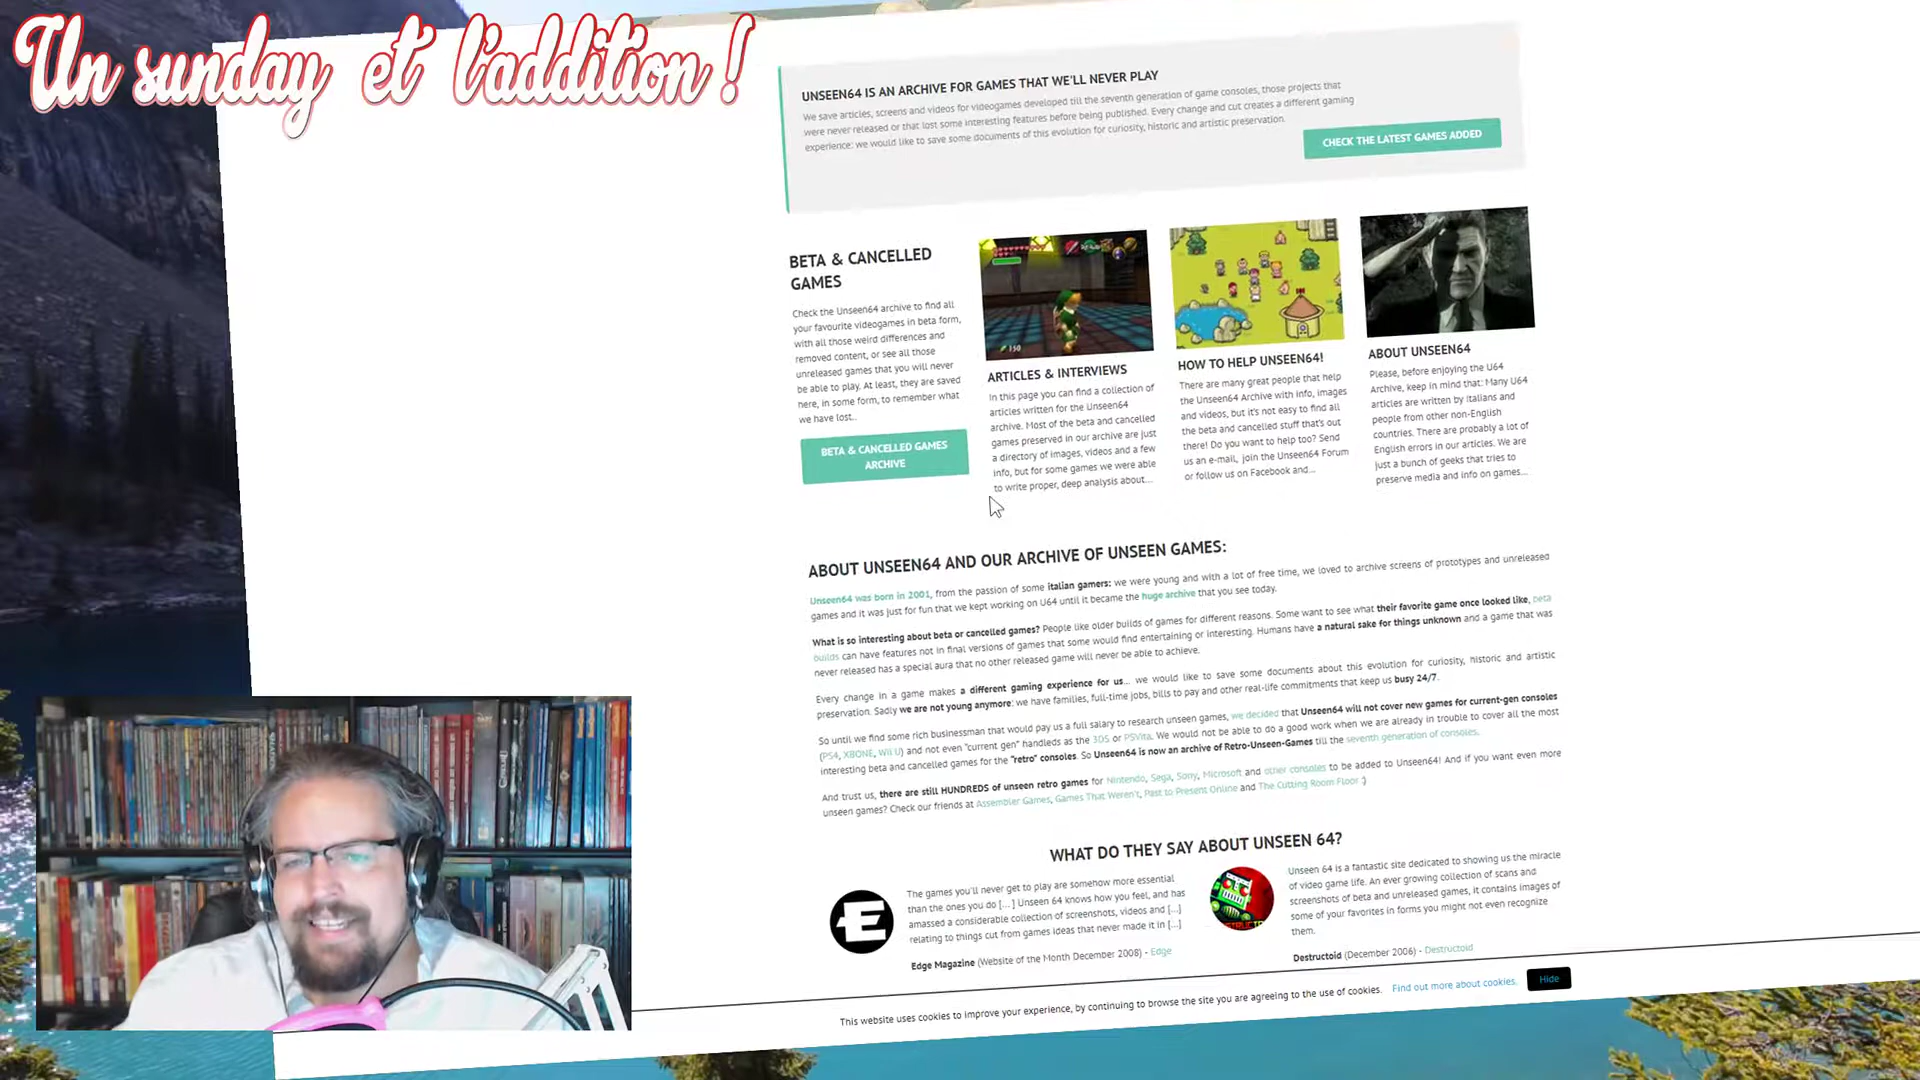 Un sunday et l'addition !
UNSEEN64 IS AN ARCHIVE FOR GAMES THAT WE'LL NEVER PLAY
We save articles, screens and videos for videogames developed till the seventh generation of game consoles, those projects that
were never released or that lost some interesting features before being published. Every change and cut creates a different gaming
experience: we would like to save some documents of this evolution for curiosity, historic and artistic preservation.
CHECK THE LATEST GAMES ADDED
BETA & CANCELLED
GAMES
Check the Unseen64 archive to find all
your favourite videogames in beta form,
with all those weird differences and
removed content, or see all those
unreleased games that you will never
be able to play. At least, they are saved
here, in some form, to remember what
we have lost..
BETA & CANCELLED GAMES
ARCHIVE
150
ARTICLES & INTERVIEWS
In this page you can find a collection of
articles written for the Unseen64
archive. Most of the beta and cancelled
games preserved in our archive are just
a directory of images, videos and a few
info, but for some games we were able
to write proper, deep analysis about...
HOW TO HELP UNSEEN64!
There are many great people that help
the Unseen64 Archive with info, images
and videos, but it's not easy to find all
the beta and cancelled stuff that's out
there! Do you want to help too? Send
us an e-mail, join the Unseen64 Forum
or follow us on Facebook and...
ABOUT UNSEEN64
Please, before enjoying the U64
Archive, keep in mind that: Many U64
articles are written by Italians and
people from other non-English
countries. There are probably a lot of
English errors in our articles. We are
just a bunch of geeks that tries to
preserve media and info on games...
ABOUT UNSEEN64 AND OUR ARCHIVE OF UNSEEN GAMES:
Unseen64 was born in 2001, from the passion of some italian gamers: we were young and with a lot of free time, we loved to archive screens of prototypes and unreleased
games and it was just for fun that we kept working on U64 until it became the huge archive that you see today.
What is so interesting about beta or cancelled games? People like older builds of games for different reasons. Some want to see what their favorite game once looked like, beta
builds can have features not in final versions of games that some would find entertaining or interesting. Humans have a natural sake for things unknown and a game that was
never released has a special aura that no other released game will never be able to achieve.
Every change in a game makes a different gaming experience for us... we would like to save some documents about this evolution for curiosity, historic and artistic
preservation. Sadly we are not young anymore: we have families, full-time jobs, bills to pay and other real-life commitments that keep us busy 24/7.
So until we find some rich businessman that would pay us a full salary to research unseen games, we decided that Unseen64 will not cover new games for current-gen consoles
(PS4, XBONE, Wii U) and not even "current gen" handleds as the 3DS or PSVita. We would not be able to do a good work when we are already in trouble to cover all the most
interesting beta and cancelled games for the "retro" consoles. So Unseen64 is now an archive of Retro-Unseen-Games till the seventh generation of consoles.
And trust us, there are still HUNDREDS of unseen retro games for Nintendo, Sega, Sony, Microsoft and other consoles to be added to Unseen64! And if you want even more
unseen games? Check our friends at Assembler Games, Games That Weren't, Past to Present Online and The Cutting Room Floor :)
WHAT DO THEY SAY ABOUT UNSEEN 64?
The games you'll never get to play are somehow more essential
than the ones you do [...] Unseen 64 knows how you feel, and has
amassed a considerable collection of screenshots, videos and [...]
relating to things cut from games ideas that never made it in [...]
Edge Magazine (Website of the Month December 2008) - Edge
Unseen 64 is a fantastic site dedicated to showing us the miracle
of video game life. An ever growing collection of scans and
screenshots of beta and unreleased games, it contains images of
some of your favorites in forms you might not even recognize
them.
Destructoid (December 2006) - Destructoid
This website uses cookies to improve your experience, by continuing to browse the site you are agreeing to the use of cookies. Find out more about cookies. Hide